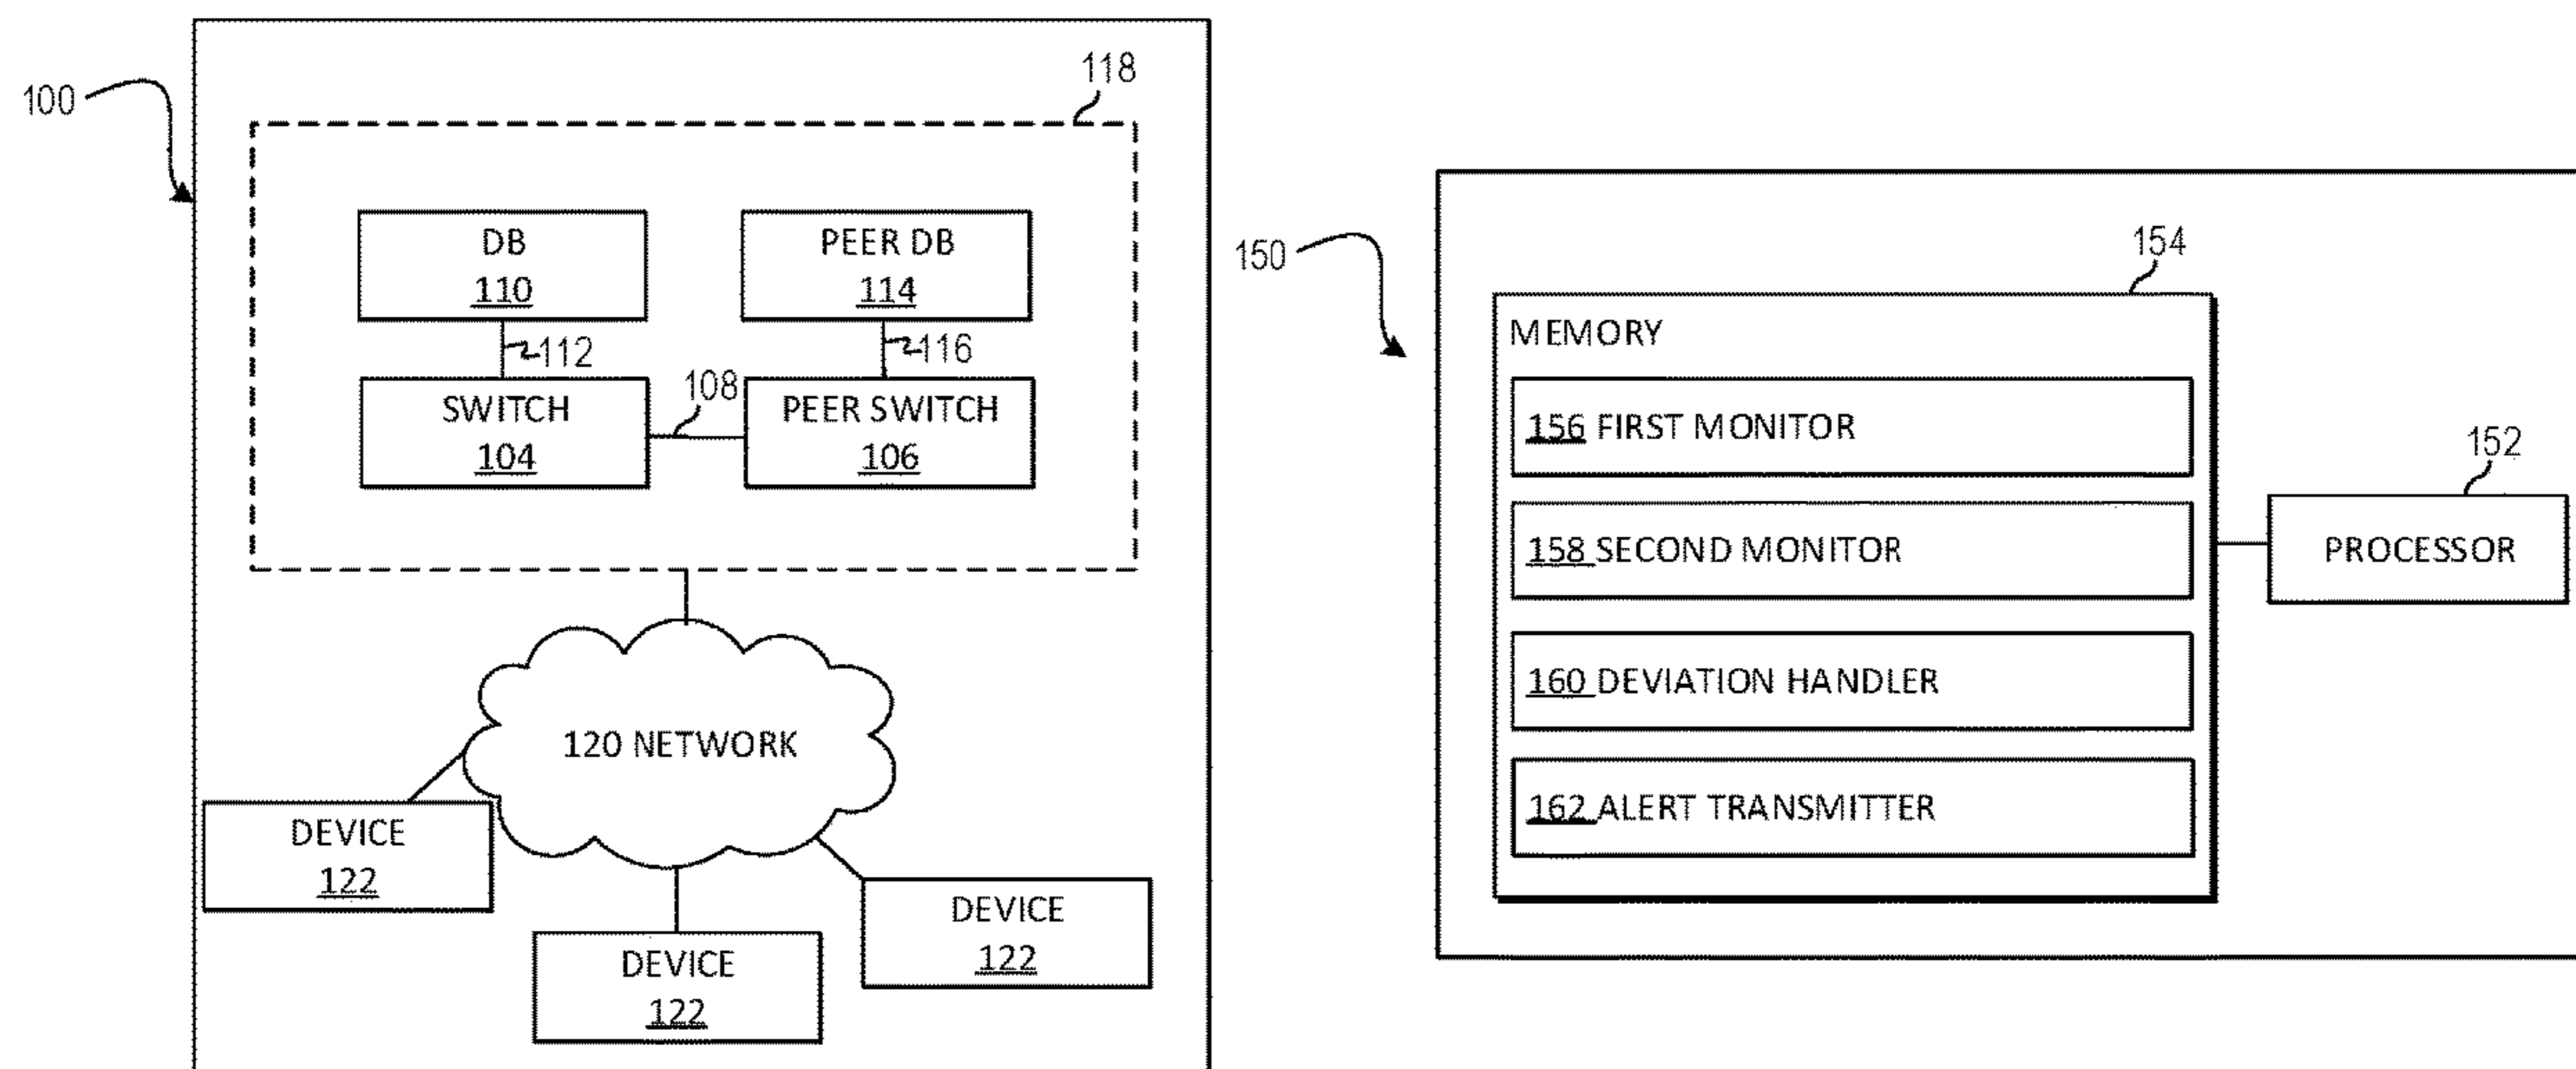 100
118
DB
110
PEER DB
114
112
116
SWITCH
104
108
PEER SWITCH
106
120 NETWORK
DEVICE
122
DEVICE
122
DEVICE
122
150
154
MEMORY
156 FIRST MONITOR
158 SECOND MONITOR
160 DEVIATION HANDLER
162 ALERT TRANSMITTER
152
PROCESSOR